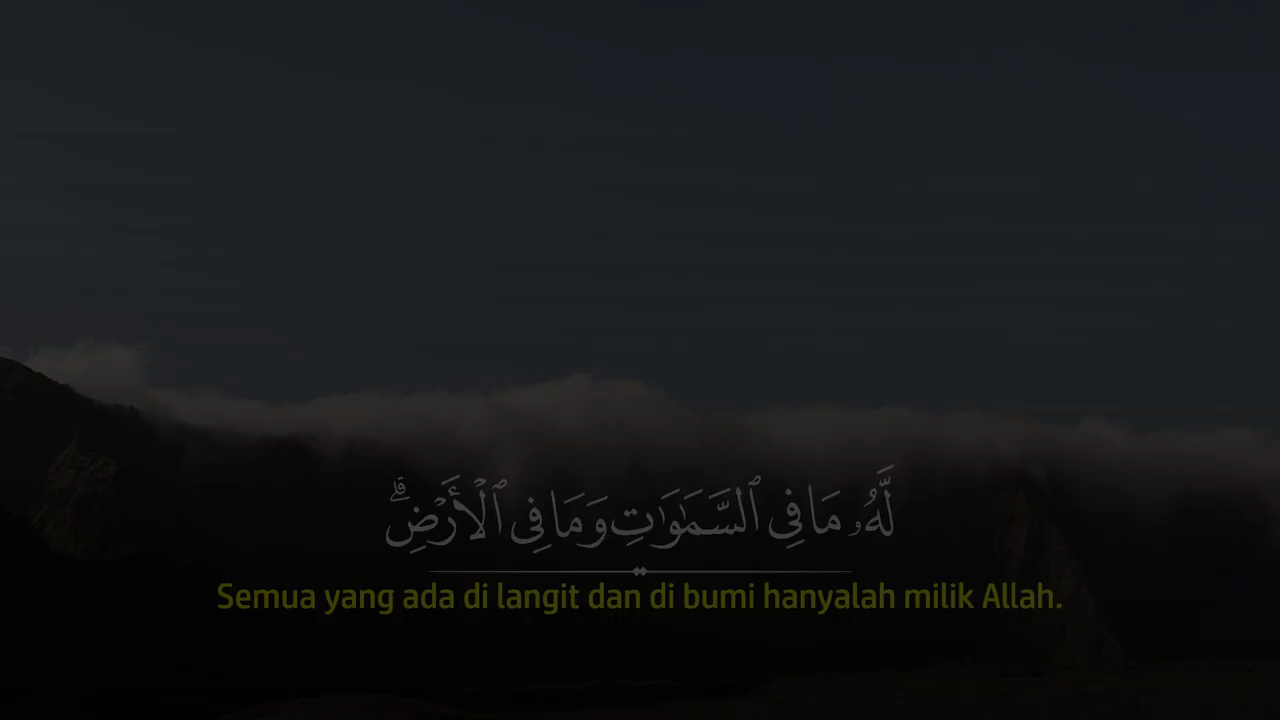 لَّهُۥ مَا فِى ٱلسَّمَـٰوَٰتِ وَمَا فِى ٱلْأَرْضِ ۗ
Semua yang ada di langit dan di bumi hanyalah milik Allah.